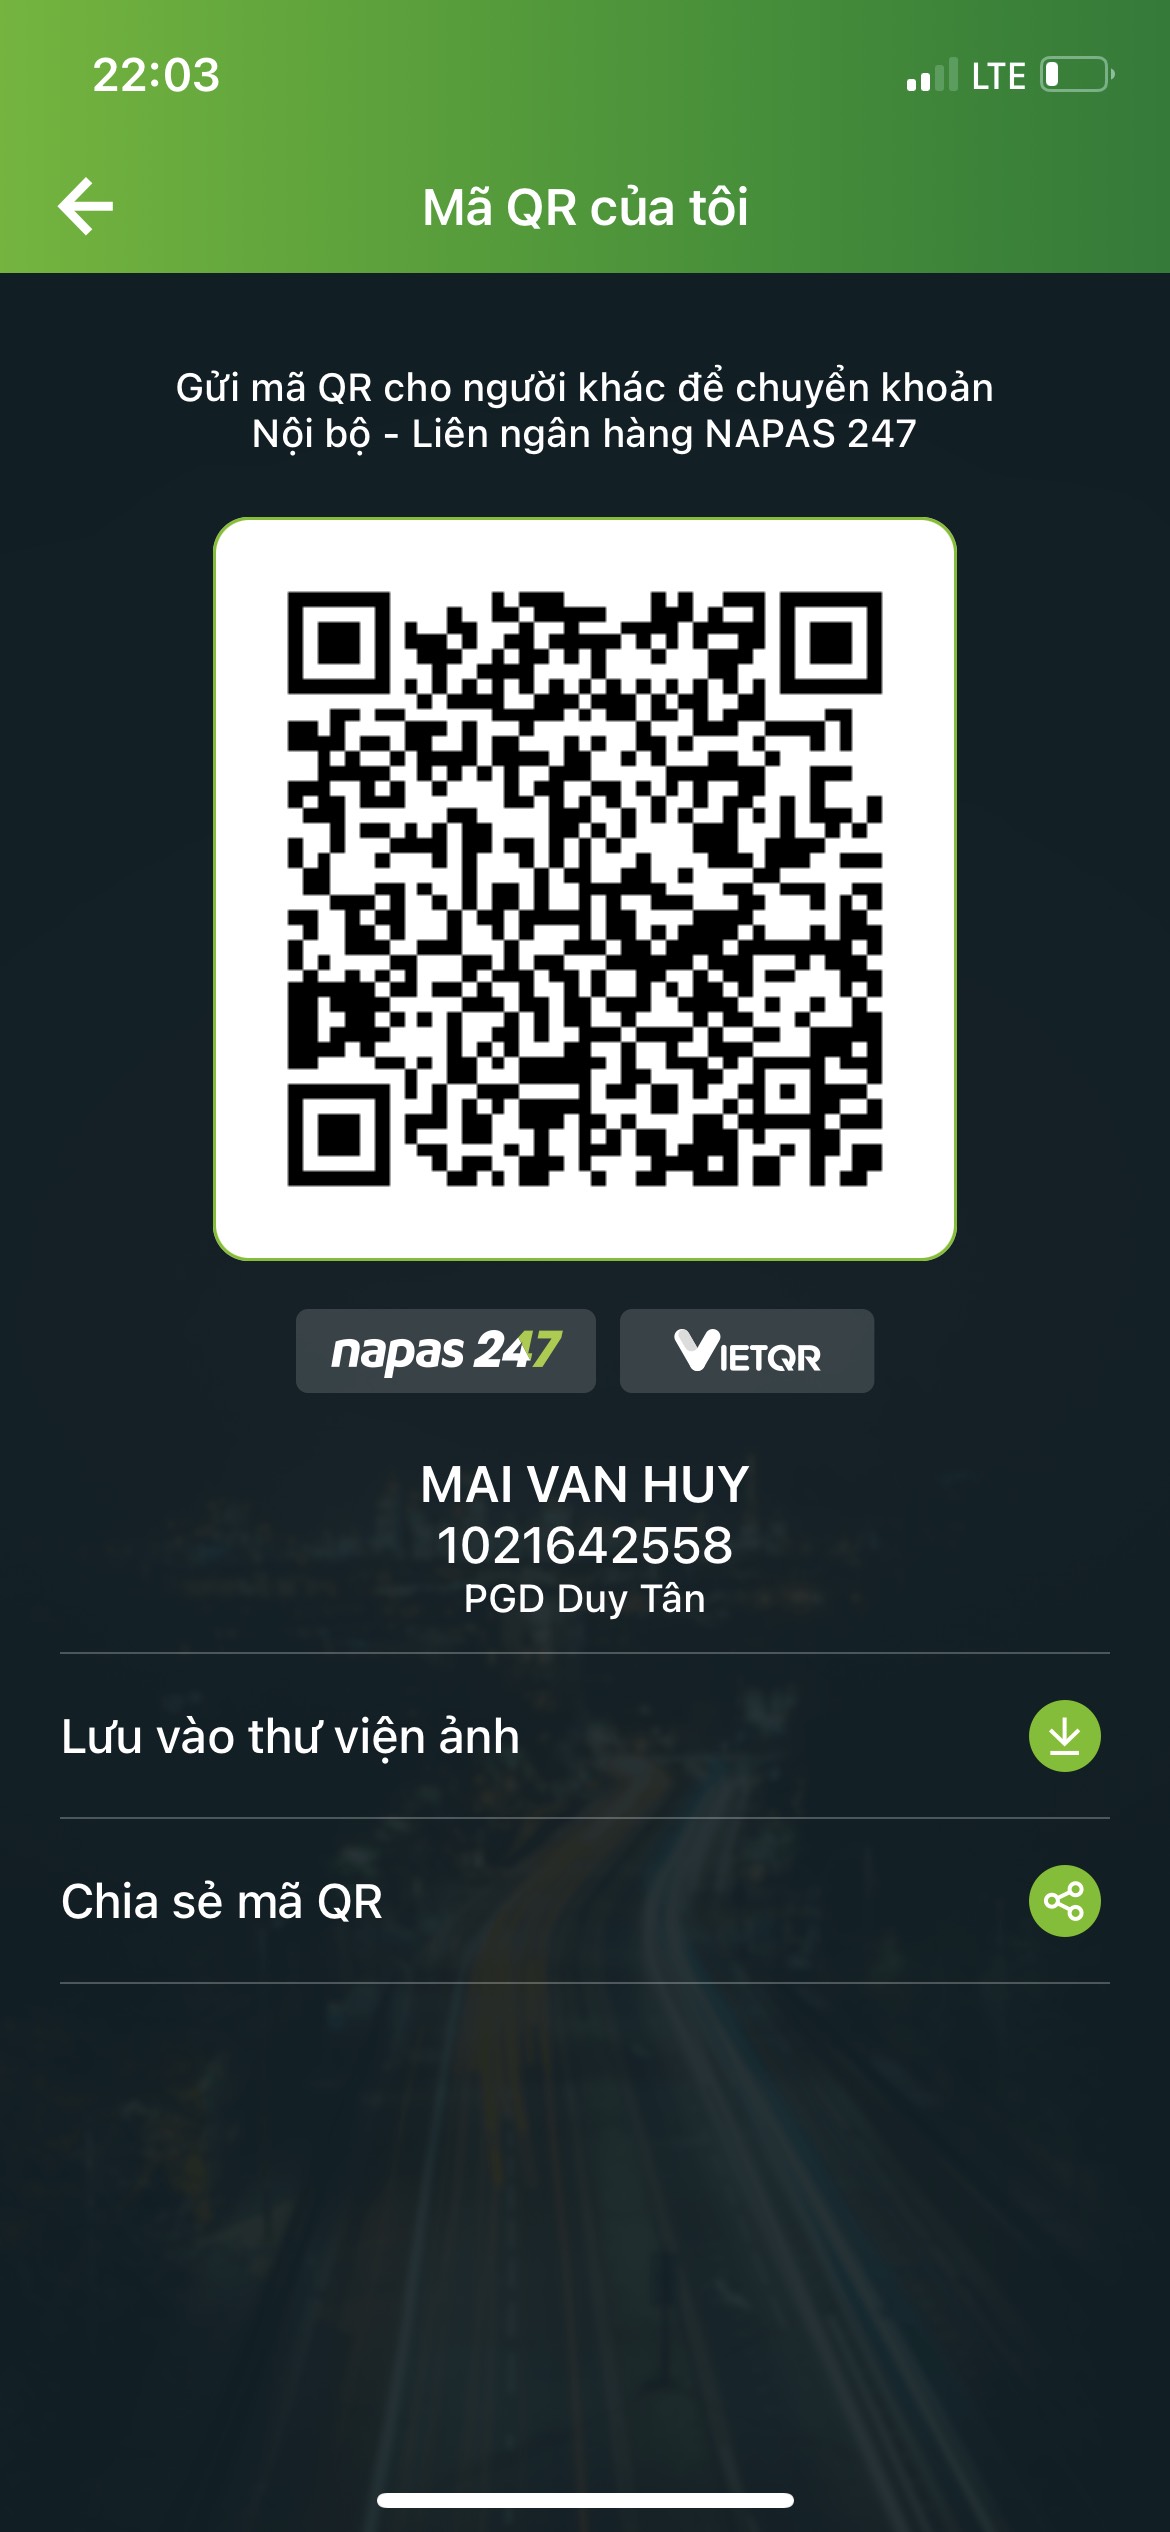 22:03
LTE
Mã QR của tôi
Gửi mã QR cho người khác để chuyển khoản
Nội bộ - Liên ngân hàng NAPAS 247
napas 247
VIETQR
MAI VAN HUY
1021642558
PGD Duy Tân
Lưu vào thư viện ảnh
Chia sẻ mã QR